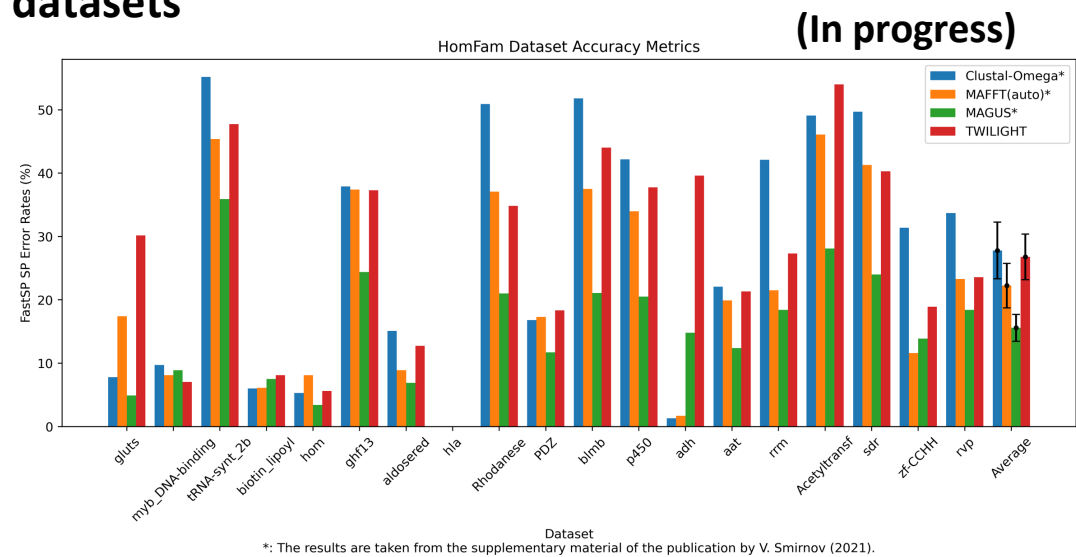 datasets
(In progress)
HomFam Dataset Accuracy Metrics
Clustal-Omega*
MAFFT(auto)*
MAGUS*
TWILIGHT
FastSP SP Error Rates (%)
50
40
30
20
10
0
gluts
myb_DNA-binding
tRNA-synt_2b
biotin_lipoyl
hom
ghf13
aldosered
hla
Rhodanese
PDZ
blmb
p450
adh
aat
rrm
Acetyltransf
sdr
zf-CCHH
rvp
Average
Dataset
*: The results are taken from the supplementary material of the publication by V. Smirnov (2021).